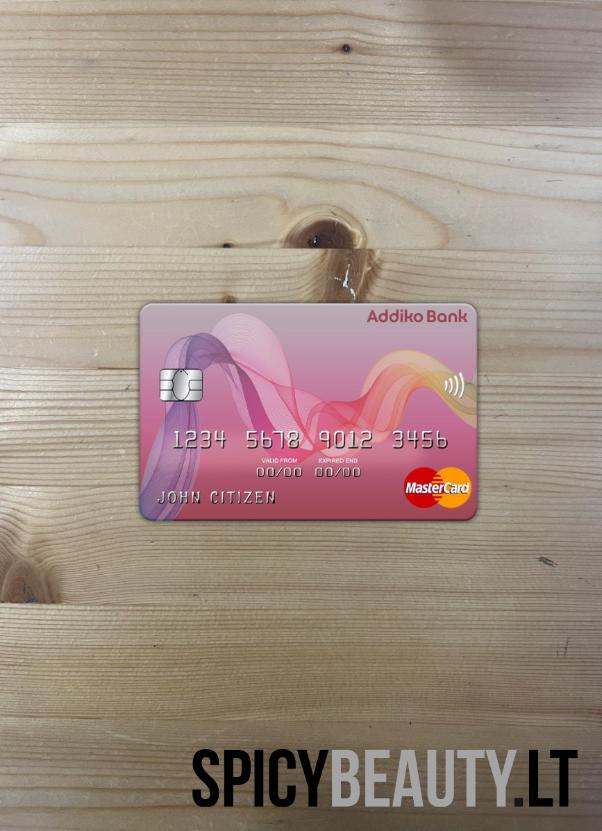 Addiko Bank
1234 5678 9012 3456
VALID FROM EXPIRED END
00/00 00/00
JOHN CITIZEN
MasterCard
SPICYBEAUTY.LT